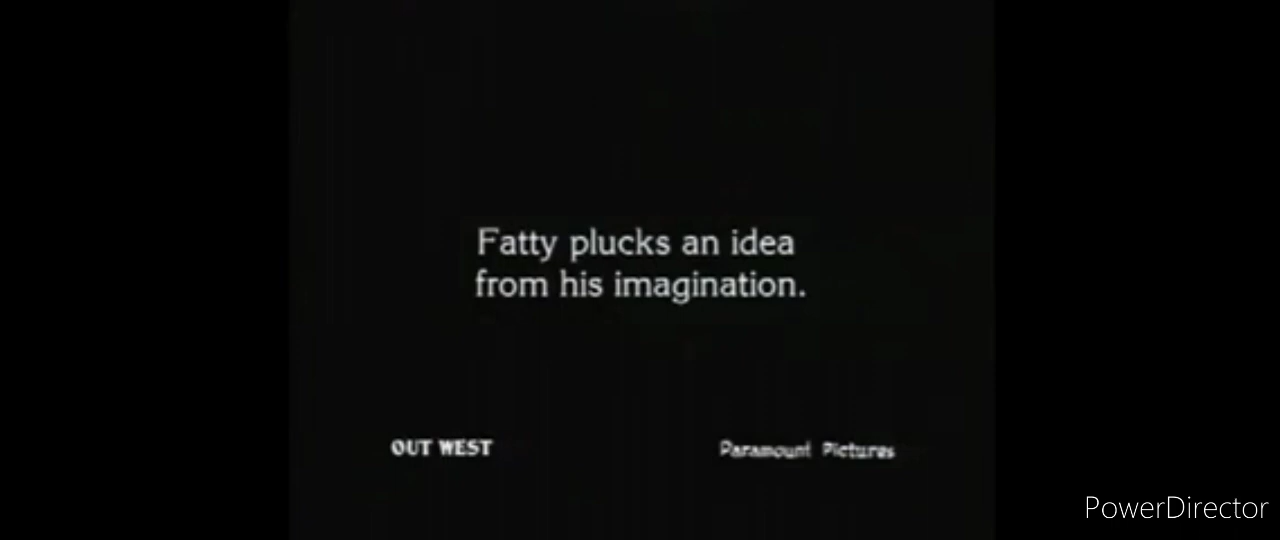 Fatty plucks an idea
from his imagination.
OUT WEST
Paramount Pictures
PowerDirector